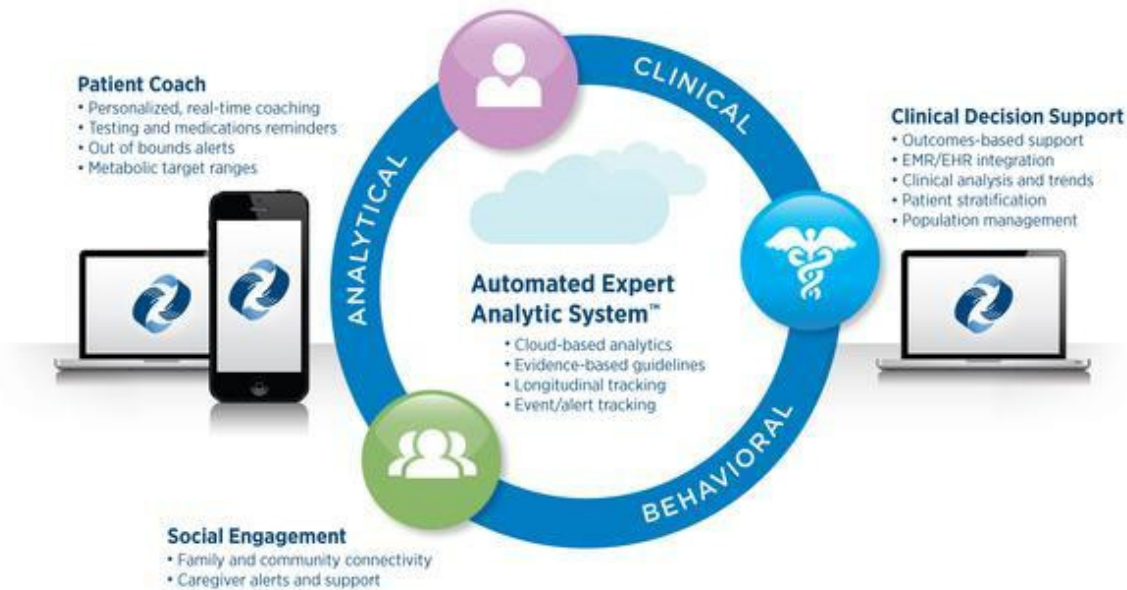 Patient Coach
• Personalized, real-time coaching
• Testing and medications reminders
• Out of bounds alerts
• Metabolic target ranges
ANALYTICAL
CLINICAL
Clinical Decision Support
• Outcomes-based support
• EMR/EHR integration
• Clinical analysis and trends
• Patient stratification
• Population management
Automated Expert
Analytic System™
• Cloud-based analytics
• Evidence-based guidelines
• Longitudinal tracking
• Event/alert tracking
BEHAVIORAL
Social Engagement
• Family and community connectivity
• Caregiver alerts and support